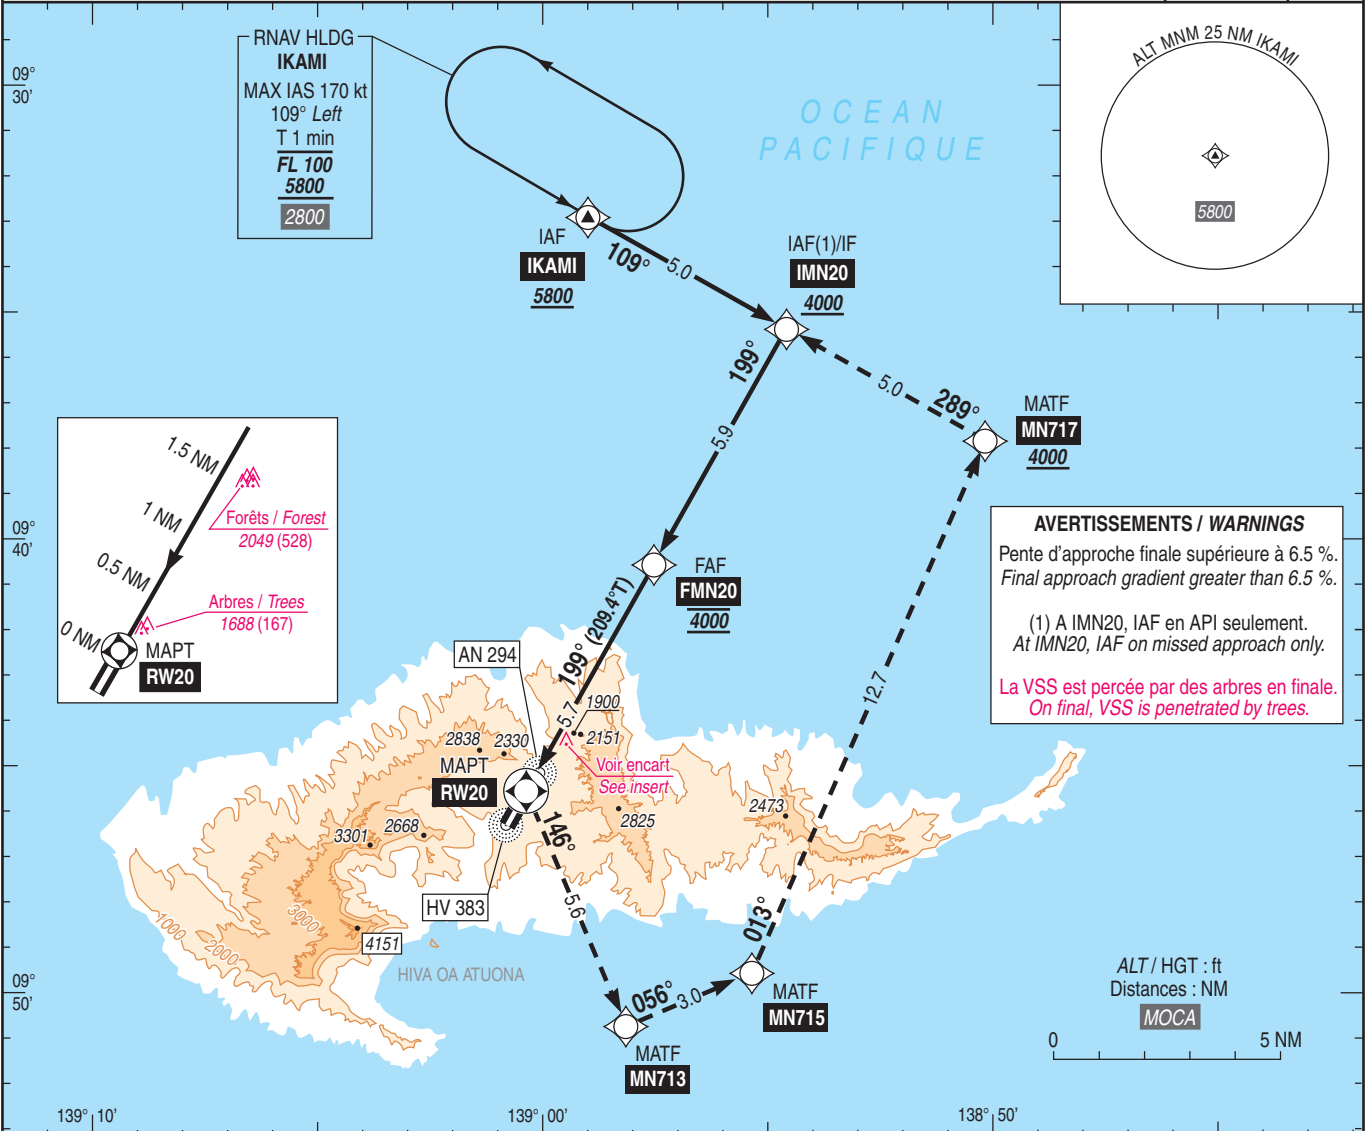 RNAV HLDG
IKAMI
MAX IAS 170 kt
109° Left
T 1 min
FL 100
5800
2800
09°
30'
OCEAN
PACIFIQUE
ALT MNM 25 NM IKAMI
5800
IAF
IKAMI
5800
109°
5.0
IAF(1)/IF
IMN20
4000
199°
5.9
5.0
289°
MATF
MN717
4000
1.5 NM
1 NM
0.5 NM
0 NM
Forêts / Forest
2049 (528)
Arbres / Trees
1688 (167)
MAPT
RW20
09°
40'
FAF
FMN20
4000
199° (209.4°T)
5.7
AVERTISSEMENTS / WARNINGS
Pente d'approche finale supérieure à 6.5 %.
Final approach gradient greater than 6.5 %.
(1) A IMN20, IAF en API seulement.
At IMN20, IAF on missed approach only.
La VSS est percée par des arbres en finale.
On final, VSS is penetrated by trees.
AN 294
1900
2151
2838
2330
MAPT
RW20
Voir encart
See insert
12.7
2473
2825
3301
2668
146°
5.6
HV 383
3000
1000
2000
4151
HIVA OA ATUONA
013°
056°
3.0
MATF
MN715
MATF
MN713
09°
50'
ALT / HGT : ft
Distances : NM
MOCA
0
5 NM
139° 10'
139° 00'
138° 50'